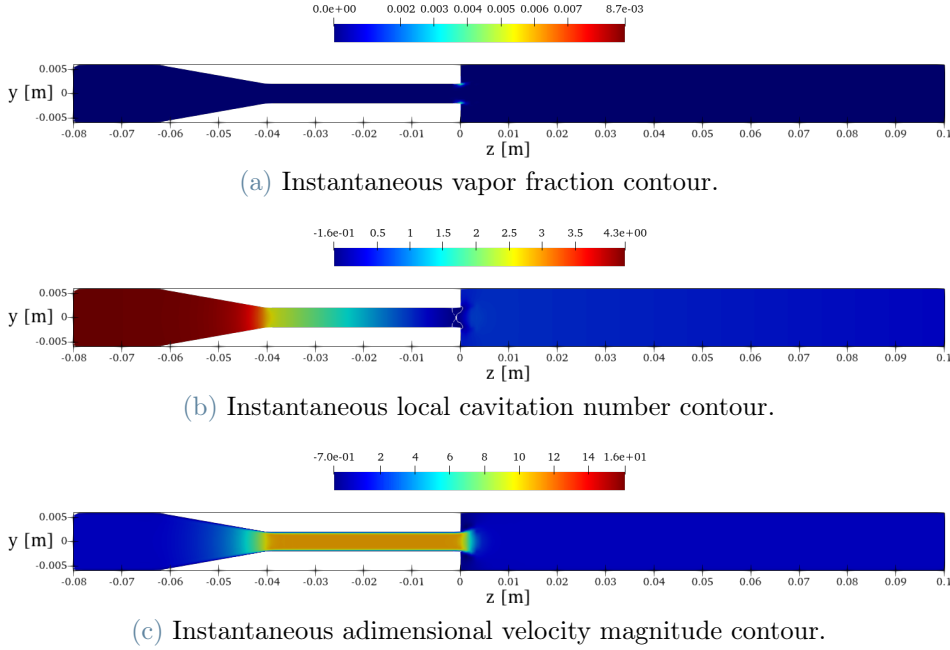 0.0e+00 0.002 0.003 0.004 0.005 0.006 0.007 8.7e-03
0.005
y [m] 0
-0.005
-0.08 -0.07 -0.06 -0.05 -0.04 -0.03 -0.02 -0.01 0 0.01 0.02 0.03 0.04 0.05 0.06 0.07 0.08 0.09 0.1
z [m]
(a) Instantaneous vapor fraction contour.
-1.6e-01 0.5 1 1.5 2 2.5 3 3.5 4.3e+00
0.005
y [m] 0
-0.005
-0.08 -0.07 -0.06 -0.05 -0.04 -0.03 -0.02 -0.01 0 0.01 0.02 0.03 0.04 0.05 0.06 0.07 0.08 0.09 0.1
z [m]
(b) Instantaneous local cavitation number contour.
-7.0e-01 2 4 6 8 10 12 14 1.6e+01
0.005
y [m] 0
-0.005
-0.08 -0.07 -0.06 -0.05 -0.04 -0.03 -0.02 -0.01 0 0.01 0.02 0.03 0.04 0.05 0.06 0.07 0.08 0.09 0.1
z [m]
(c) Instantaneous adimensional velocity magnitude contour.